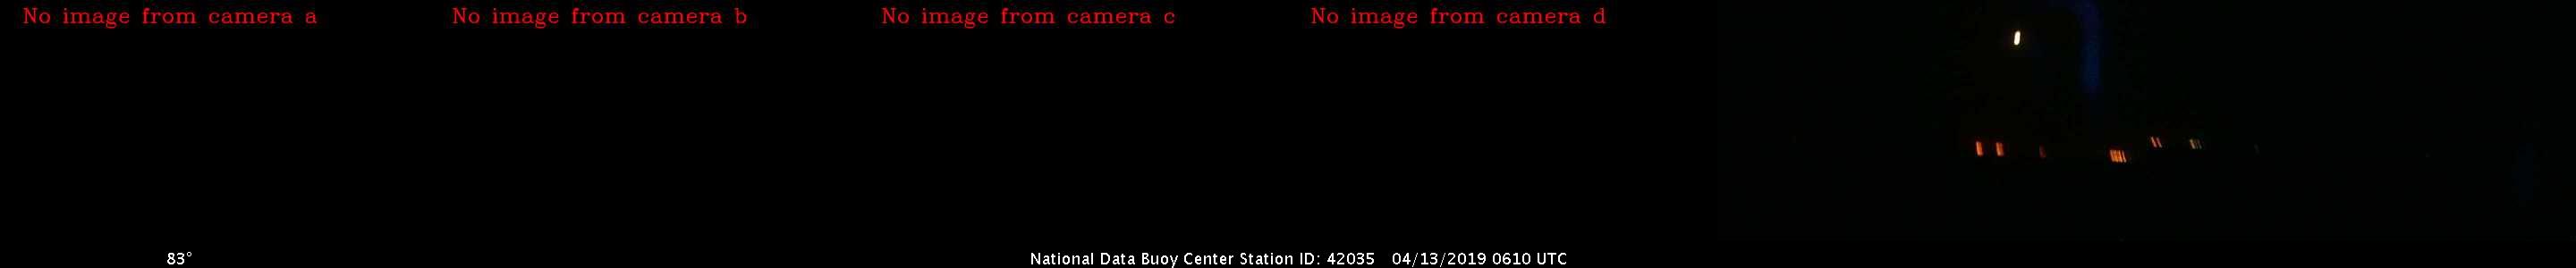 No image from camera a
No image from camera b
No image from camera c
No image from camera d
83°
National Data Buoy Center Station ID: 42035 04/13/2019 0610 UTC